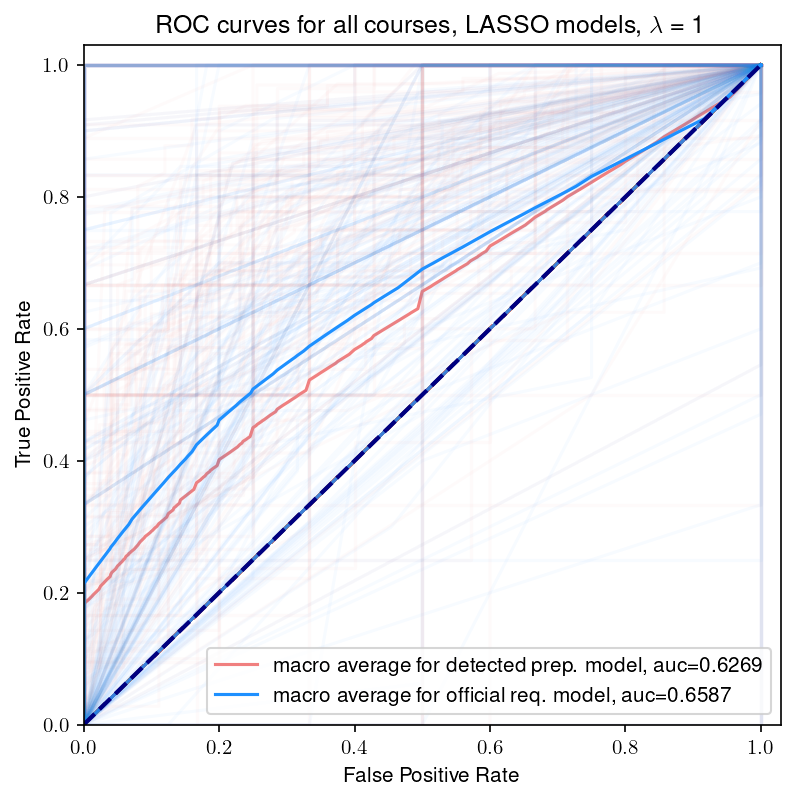 ROC curves for all courses, LASSO models, λ = 1
True Positive Rate
1.0
0.8
0.6
0.4
0.2
0.0
macro average for detected prep. model, auc=0.6269
macro average for official req. model, auc=0.6587
0.0 0.2 0.4 0.6 0.8 1.0
False Positive Rate